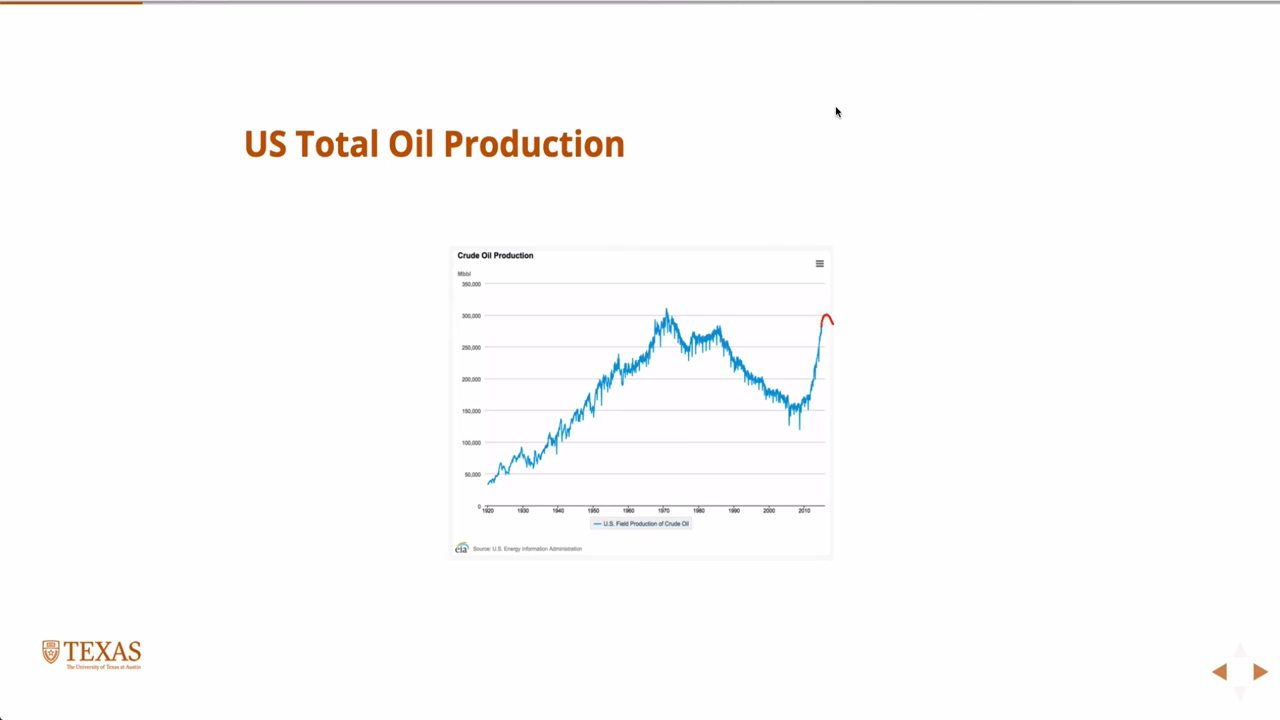 US Total Oil Production
Crude Oil Production
Mbbl
350,000
300,000
250,000
200,000
150,000
100,000
50,000
0
1920 1930 1940 1950 1960 1970 1980 1990 2000 2010
U.S. Field Production of Crude Oil
eia Source: U.S. Energy Information Administration
TEXAS
The University of Texas at Austin